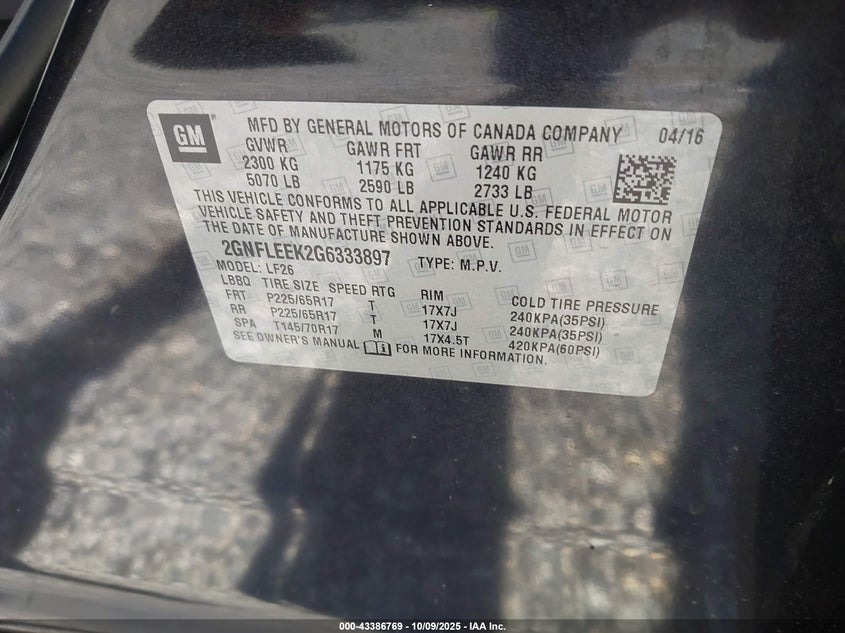 GM
MFD BY GENERAL MOTORS OF CANADA COMPANY 04/16
GVWR GAWR FRT GAWR RR
2300 KG 1175 KG 1240 KG
5070 LB 2590 LB 2733 LB
THIS VEHICLE CONFORMS TO ALL APPLICABLE U.S. FEDERAL MOTOR
VEHICLE SAFETY AND THEFT PREVENTION STANDARDS IN EFFECT ON
THE DATE OF MANUFACTURE SHOWN ABOVE.
2GNFLEEK2G6333897 TYPE: M.P.V.
MODEL: LF26
LBBQ TIRE SIZE SPEED RTG RIM COLD TIRE PRESSURE
FRT P225/65R17 T 17X7J 240KPA(35PSI)
RR P225/65R17 T 17X7J 240KPA(35PSI)
SPA T145/70R17 M 17X4.5T 420KPA(60PSI)
SEE OWNER'S MANUAL FOR MORE INFORMATION.
000-43386769 - 10/09/2025 - IAA Inc.